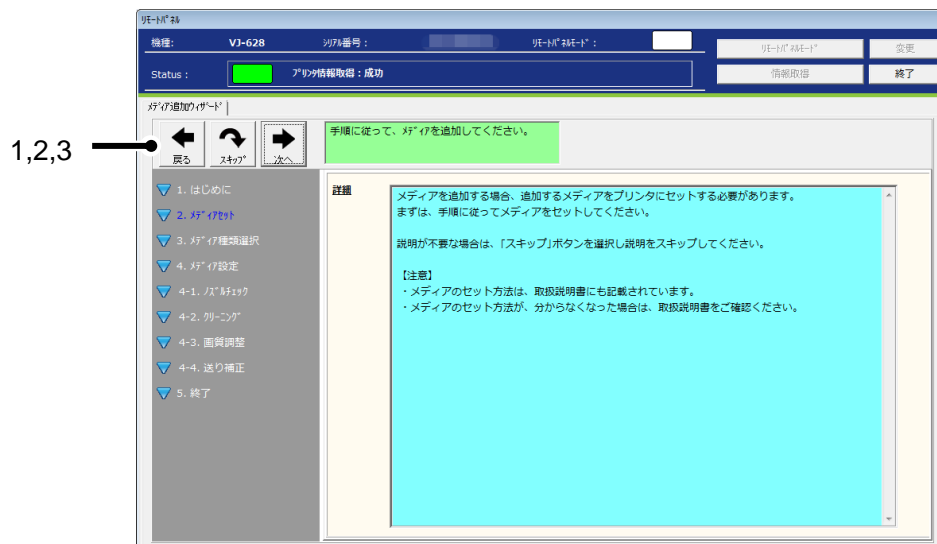 ﾘﾓｰﾄﾊﾟﾈﾙ
機種:
VJ-628
ｼﾘｱﾙ番号：
ﾘﾓｰﾄﾊﾟﾈﾙﾓｰﾄﾞ：
ﾘﾓｰﾄﾊﾟﾈﾙﾓｰﾄﾞ
変更
Status：
ﾌﾟﾘﾝﾀ情報取得：成功
情報取得
終了
ﾒﾃﾞｨｱ追加ｳｨｻﾞｰﾄﾞ
1,2,3
戻る
ｽｷｯﾌﾟ
次へ
手順に従って、ﾒﾃﾞｨｱを追加してください。
1. はじめに
2. ﾒﾃﾞｨｱｾｯﾄ
3. ﾒﾃﾞｨｱ種類選択
4. ﾒﾃﾞｨｱ設定
4-1. ﾉｽﾞﾙﾁｪｯｸ
4-2. ｸﾘｰﾆﾝｸﾞ
4-3. 画質調整
4-4. 送り補正
5. 終了
詳細
メディアを追加する場合、追加するメディアをプリンタにセットする必要があります。
まずは、手順に従ってメディアをセットしてください。
説明が不要な場合は、「スキップ」ボタンを選択し説明をスキップしてください。
【注意】
・メディアのセット方法は、取扱説明書にも記載されています。
・メディアのセット方法が、分からなくなった場合は、取扱説明書をご確認ください。